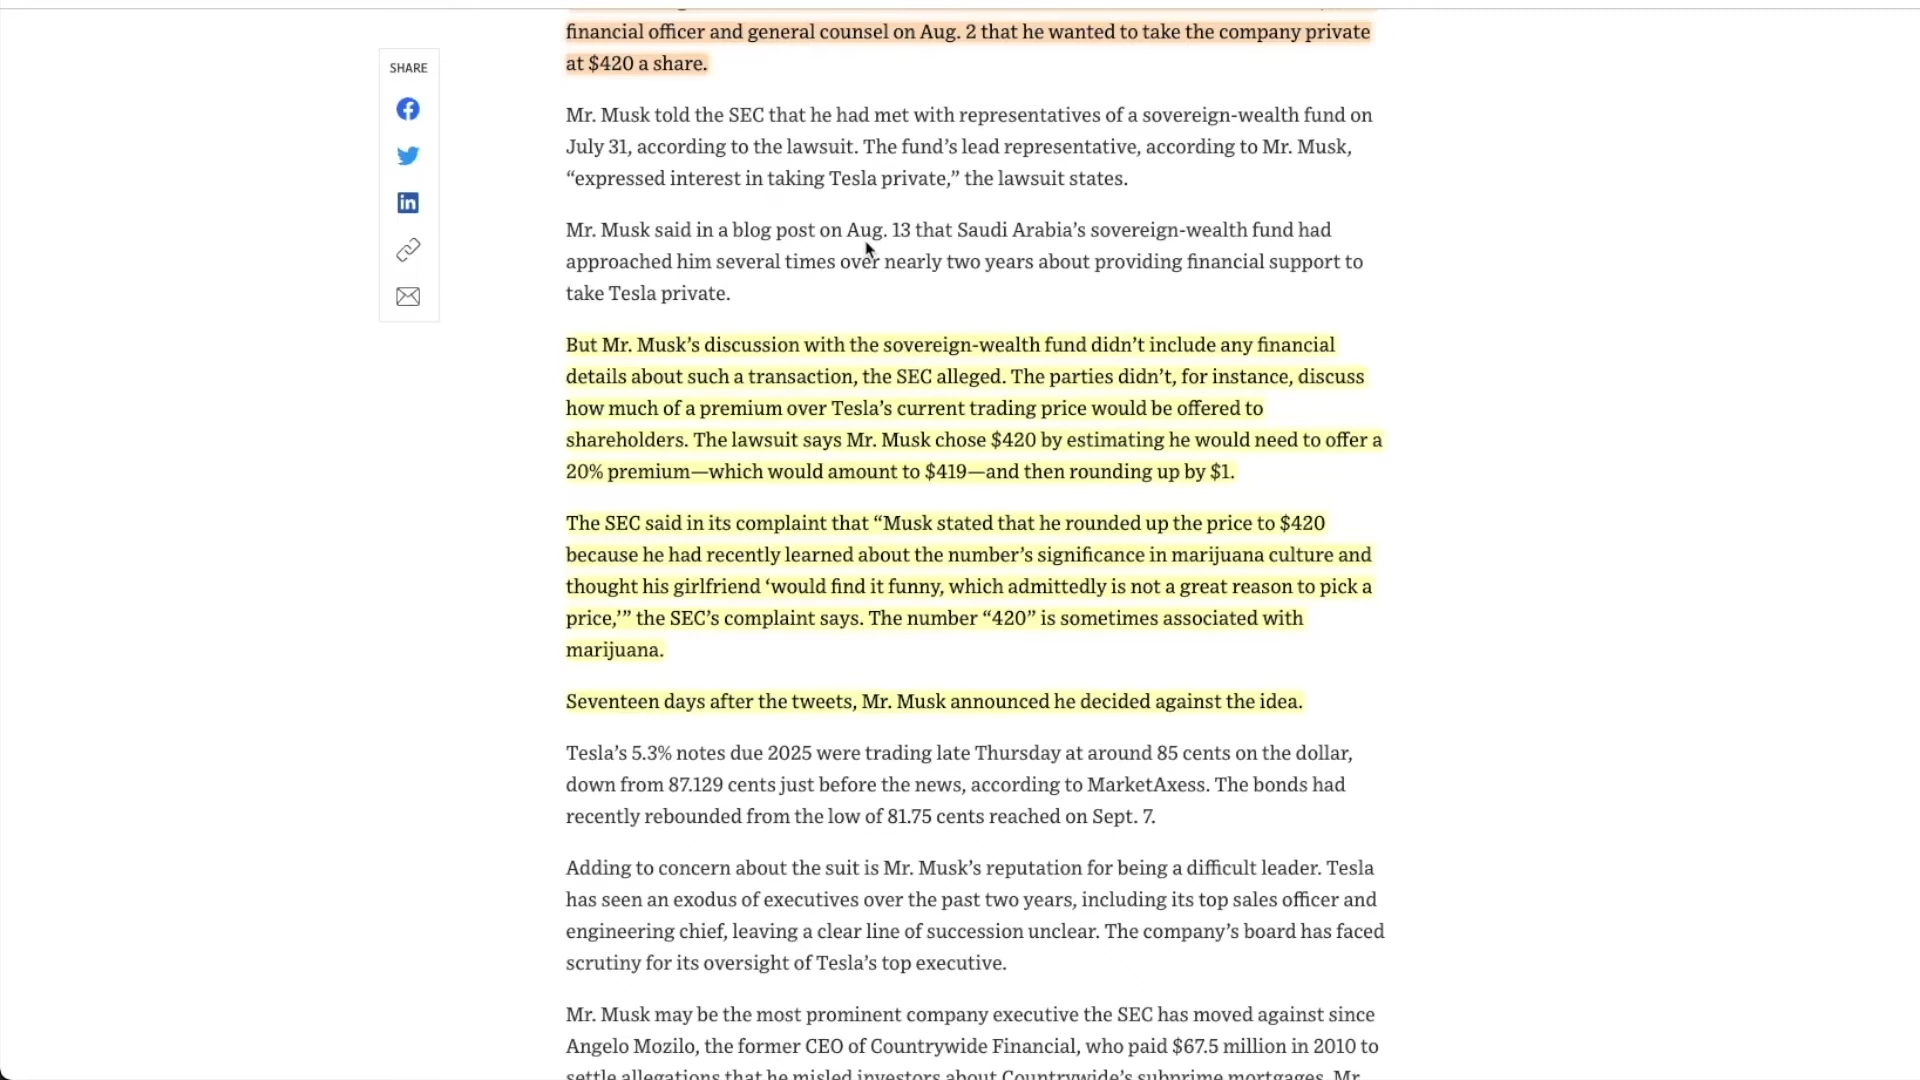 financial officer and general counsel on Aug. 2 that he wanted to take the company private
at $420 a share.
SHARE
Mr. Musk told the SEC that he had met with representatives of a sovereign-wealth fund on
July 31, according to the lawsuit. The fund’s lead representative, according to Mr. Musk,
“expressed interest in taking Tesla private,” the lawsuit states.
Mr. Musk said in a blog post on Aug. 13 that Saudi Arabia’s sovereign-wealth fund had
approached him several times over nearly two years about providing financial support to
take Tesla private.
But Mr. Musk’s discussion with the sovereign-wealth fund didn’t include any financial
details about such a transaction, the SEC alleged. The parties didn’t, for instance, discuss
how much of a premium over Tesla’s current trading price would be offered to
shareholders. The lawsuit says Mr. Musk chose $420 by estimating he would need to offer a
20% premium—which would amount to $419—and then rounding up by $1.
The SEC said in its complaint that “Musk stated that he rounded up the price to $420
because he had recently learned about the number’s significance in marijuana culture and
thought his girlfriend ‘would find it funny, which admittedly is not a great reason to pick a
price,’” the SEC’s complaint says. The number “420” is sometimes associated with
marijuana.
Seventeen days after the tweets, Mr. Musk announced he decided against the idea.
Tesla’s 5.3% notes due 2025 were trading late Thursday at around 85 cents on the dollar,
down from 87.129 cents just before the news, according to MarketAxess. The bonds had
recently rebounded from the low of 81.75 cents reached on Sept. 7.
Adding to concern about the suit is Mr. Musk’s reputation for being a difficult leader. Tesla
has seen an exodus of executives over the past two years, including its top sales officer and
engineering chief, leaving a clear line of succession unclear. The company’s board has faced
scrutiny for its oversight of Tesla’s top executive.
Mr. Musk may be the most prominent company executive the SEC has moved against since
Angelo Mozilo, the former CEO of Countrywide Financial, who paid $67.5 million in 2010 to
settle allegations that he misled investors about Countrywide’s subprime mortgages. Mr.